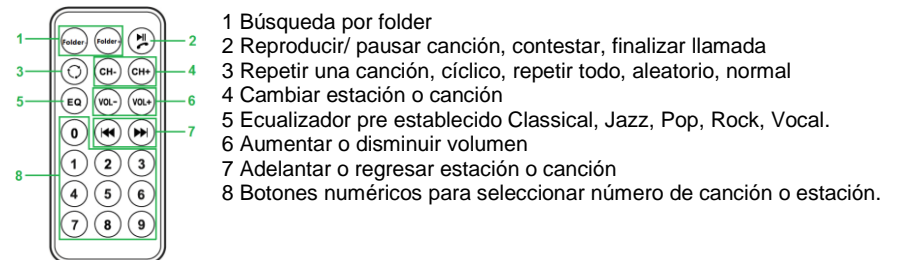 1 Búsqueda por folder
2 Reproducir/ pausar canción, contestar, finalizar llamada
3 Repetir una canción, cíclico, repetir todo, aleatorio, normal
4 Cambiar estación o canción
5 Ecualizador pre establecido Classical, Jazz, Pop, Rock, Vocal.
6 Aumentar o disminuir volumen
7 Adelantar o regresar estación o canción
8 Botones numéricos para seleccionar número de canción o estación.
1 Folder- Folder+ 2
3 CH- CH+ 4
5 EQ VOL- VOL+ 6
0 7
8 1 2 3
4 5 6
7 8 9